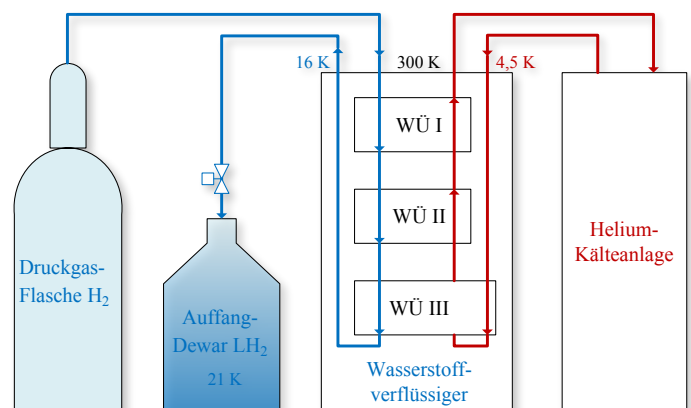 16 K
300 K
4,5 K
WÜ I
WÜ II
WÜ III
Druckgas-
Flasche H₂
Auffang-
Dewar LH₂
21 K
Wasserstoff-
verflüssiger
Helium-
Kälteanlage